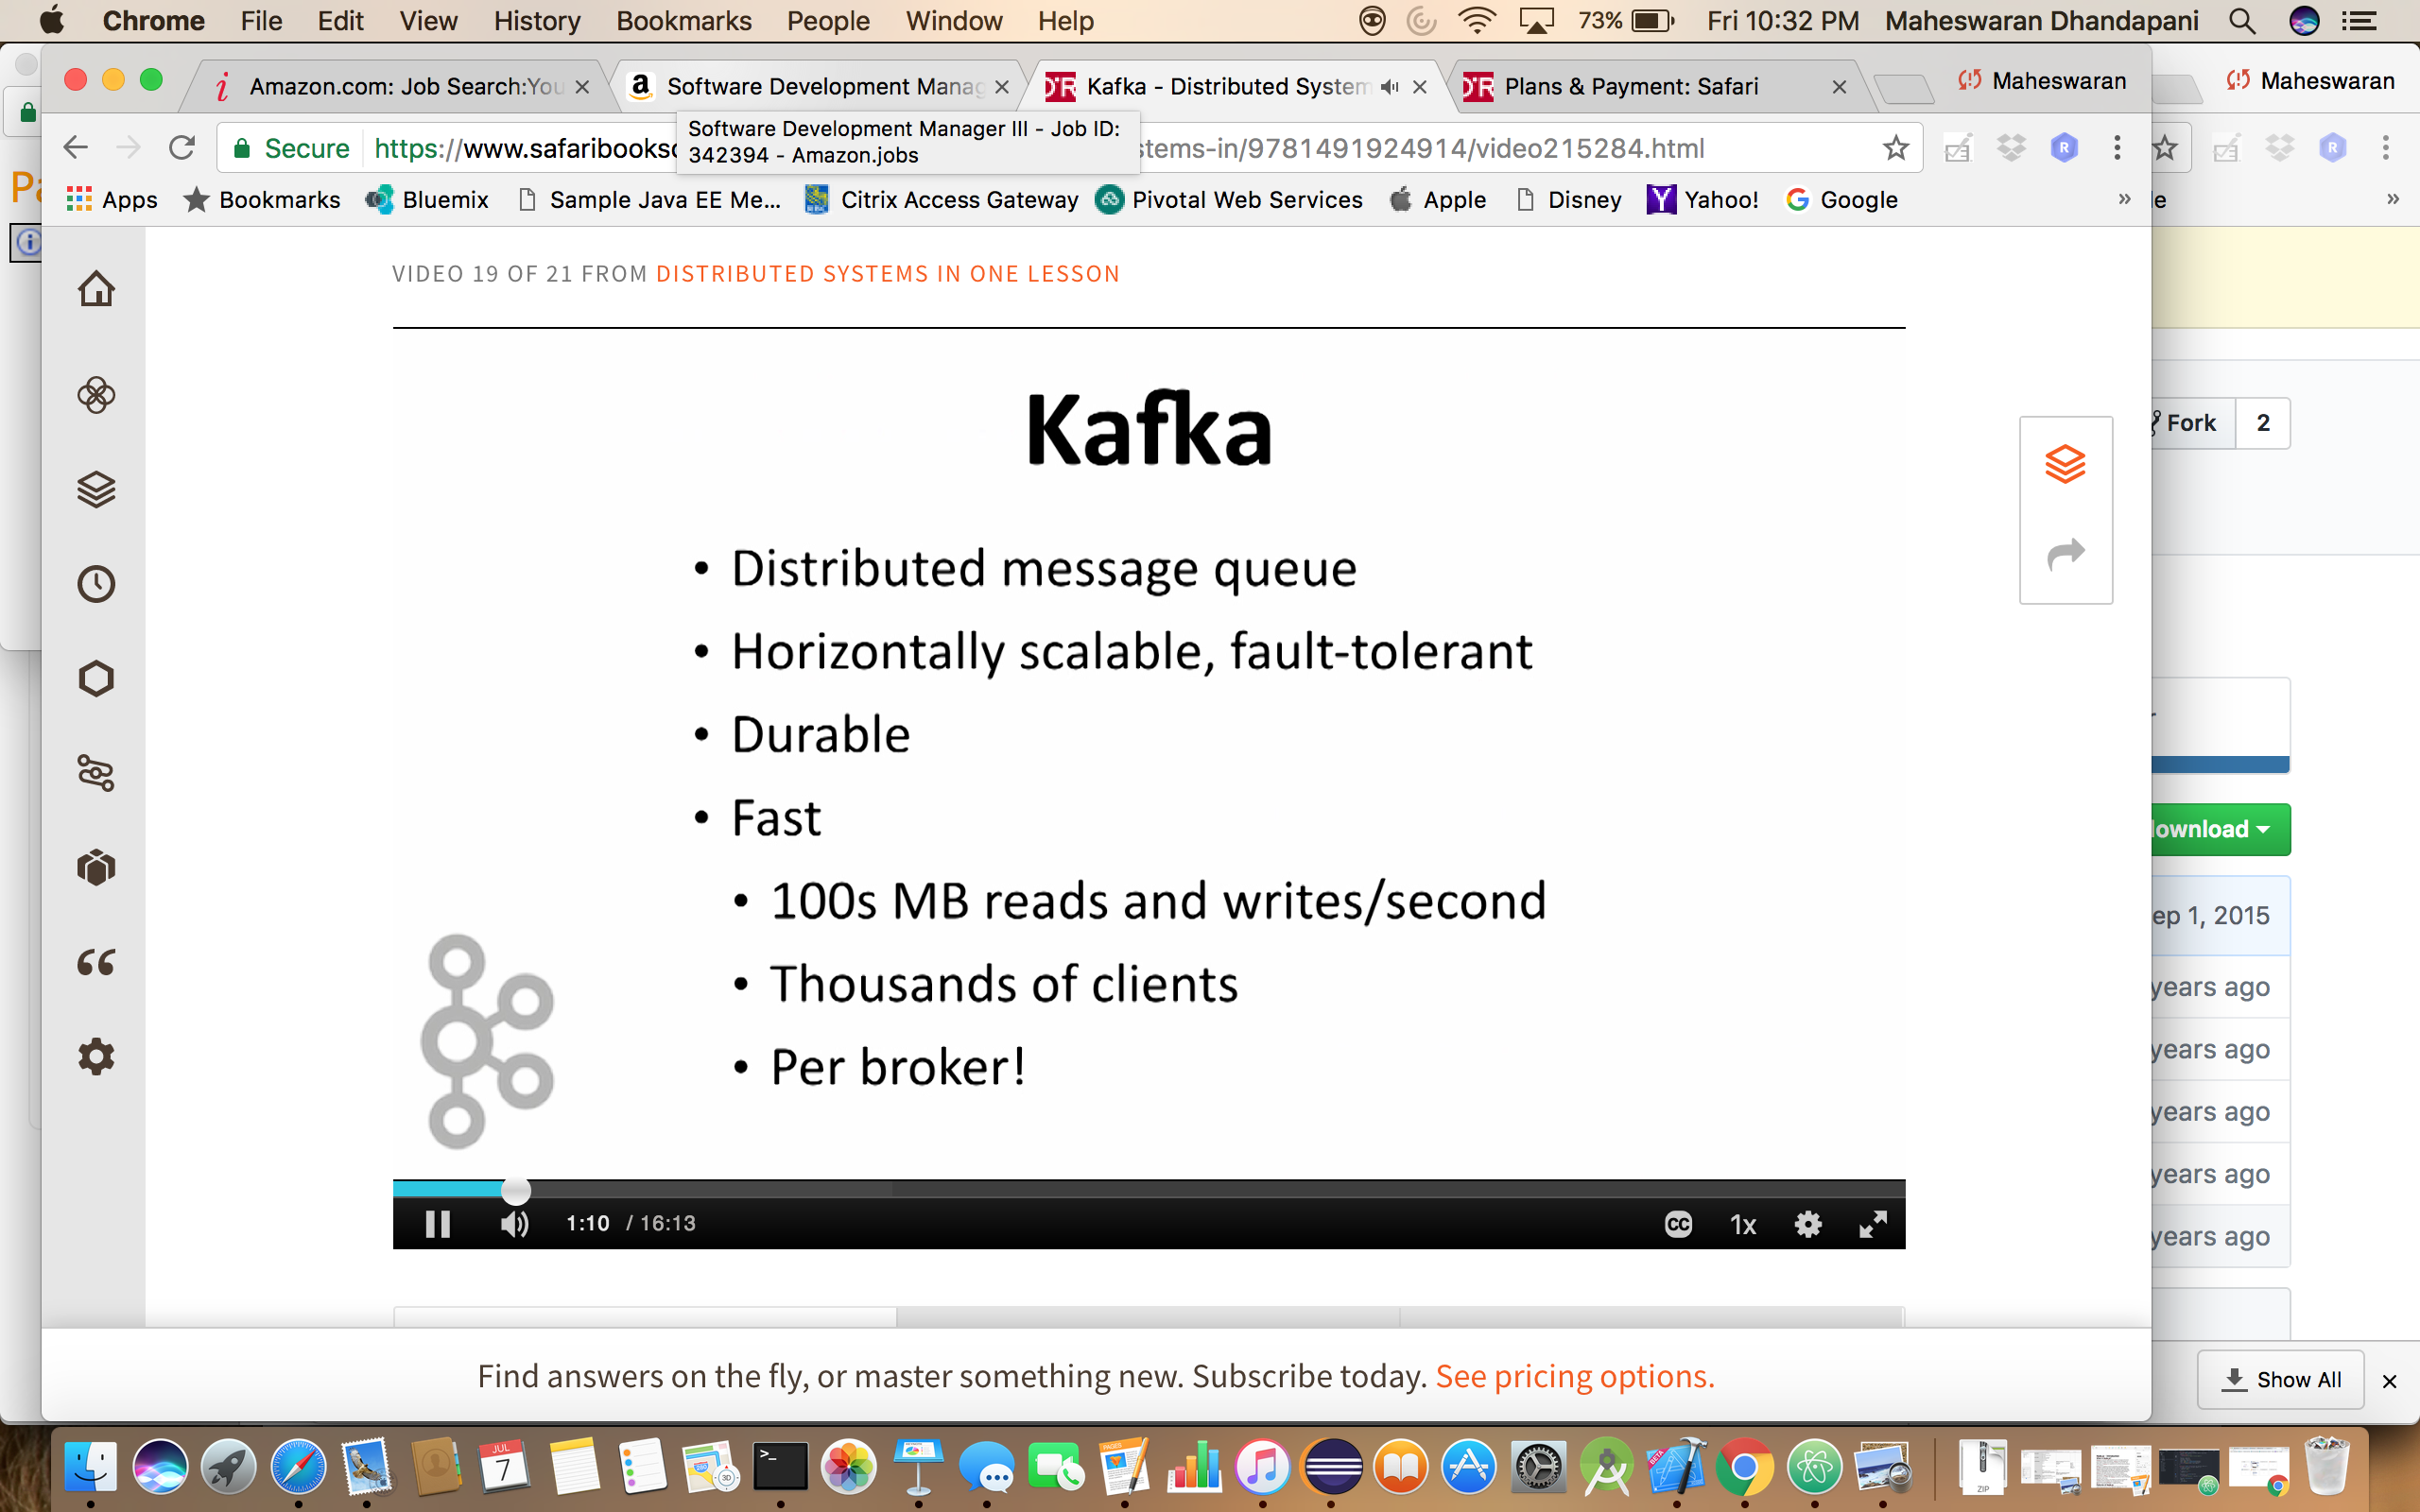 Chrome File Edit View History Bookmarks People Window Help 73% Fri 10:32 PM Maheswaran Dhandapani
Amazon.com: Job Search:You Software Development Manag Kafka - Distributed System Plans & Payment: Safari Maheswaran Maheswaran
Software Development Manager III - Job ID:
342394 - Amazon.jobs
Secure https://www.safaribooks stems-in/9781491924914/video215284.html
Apps Bookmarks Bluemix Sample Java EE Me... Citrix Access Gateway Pivotal Web Services Apple Disney Yahoo! Google » le »
VIDEO 19 OF 21 FROM DISTRIBUTED SYSTEMS IN ONE LESSON
Kafka
• Distributed message queue
• Horizontally scalable, fault-tolerant
• Durable
• Fast
• 100s MB reads and writes/second
• Thousands of clients
• Per broker!
1:10 / 16:13 CC 1x
Find answers on the fly, or master something new. Subscribe today. See pricing options.
Fork 2
ownload
ep 1, 2015
years ago
years ago
years ago
years ago
years ago
Show All
JUL
7
PAGES
ZIP